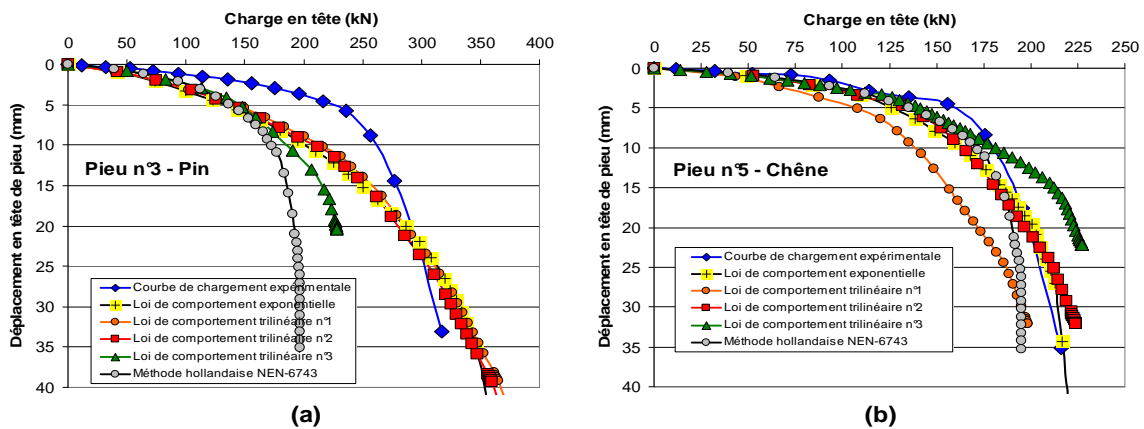 Charge en tête (kN)
0 50 100 150 200 250 300 350 400
Déplacement en tête de pieu (mm)
0
5
10
15
20
25
30
35
40
Pieu n°3 - Pin
Courbe de chargement expérimentale
Loi de comportement exponentielle
Loi de comportement trilinéaire n°1
Loi de comportement trilinéaire n°2
Loi de comportement trilinéaire n°3
Méthode hollandaise NEN-6743
(a)
Charge en tête (kN)
0 25 50 75 100 125 150 175 200 225 250
Déplacement en tête de pieu (mm)
0
5
10
15
20
25
30
35
40
Pieu n°5 - Chêne
Courbe de chargement expérimentale
Loi de comportement exponentielle
Loi de comportement trilinéaire n°1
Loi de comportement trilinéaire n°2
Loi de comportement trilinéaire n°3
Méthode hollandaise NEN-6743
(b)